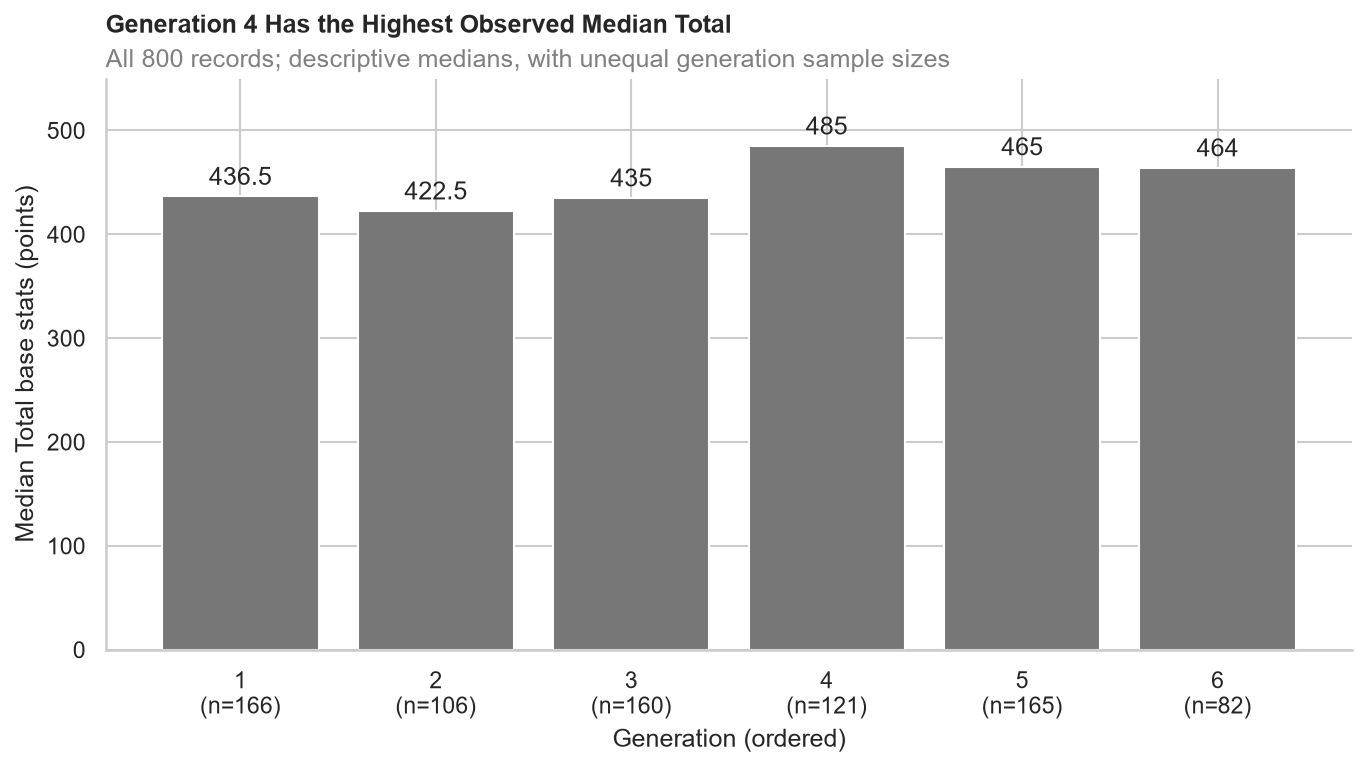 Generation 4 Has the Highest Observed Median Total
All 800 records; descriptive medians, with unequal generation sample sizes
Median Total base stats (points)
500
400
300
200
100
0
436.5
422.5
435
485
465
464
1
(n=166)
2
(n=106)
3
(n=160)
4
(n=121)
5
(n=165)
6
(n=82)
Generation (ordered)